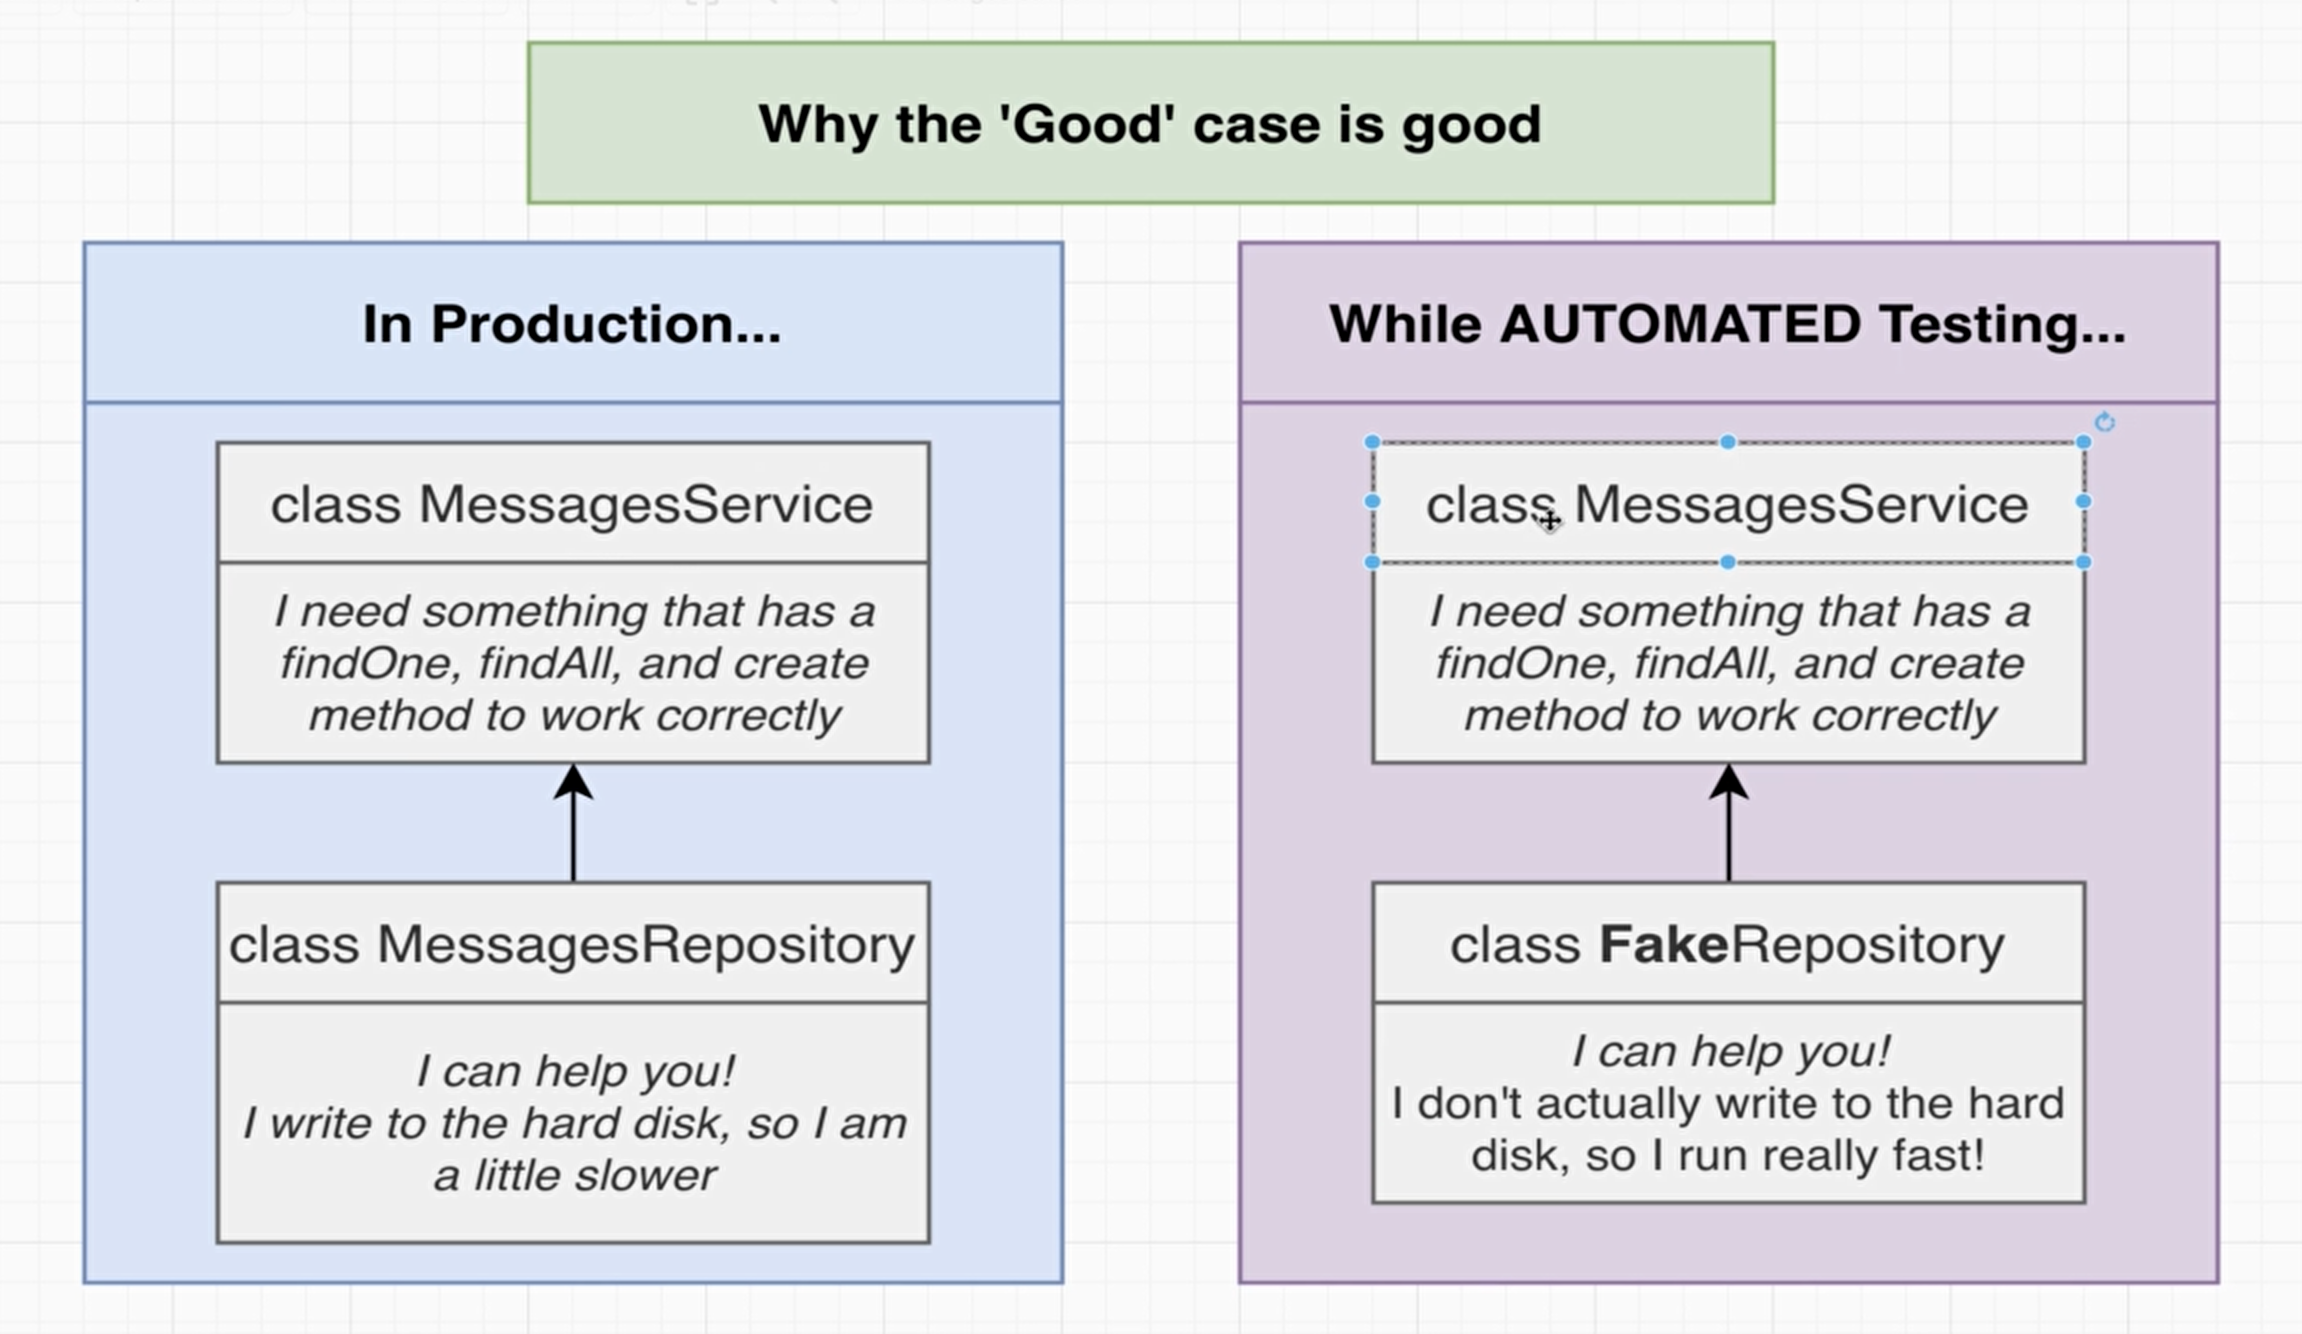 Why the 'Good' case is good
In Production...
class MessagesService
I need something that has a
findOne, findAll, and create
method to work correctly
class MessagesRepository
I can help you!
I write to the hard disk, so I am
a little slower
While AUTOMATED Testing...
class MessagesService
I need something that has a
findOne, findAll, and create
method to work correctly
class FakeRepository
I can help you!
I don't actually write to the hard
disk, so I run really fast!